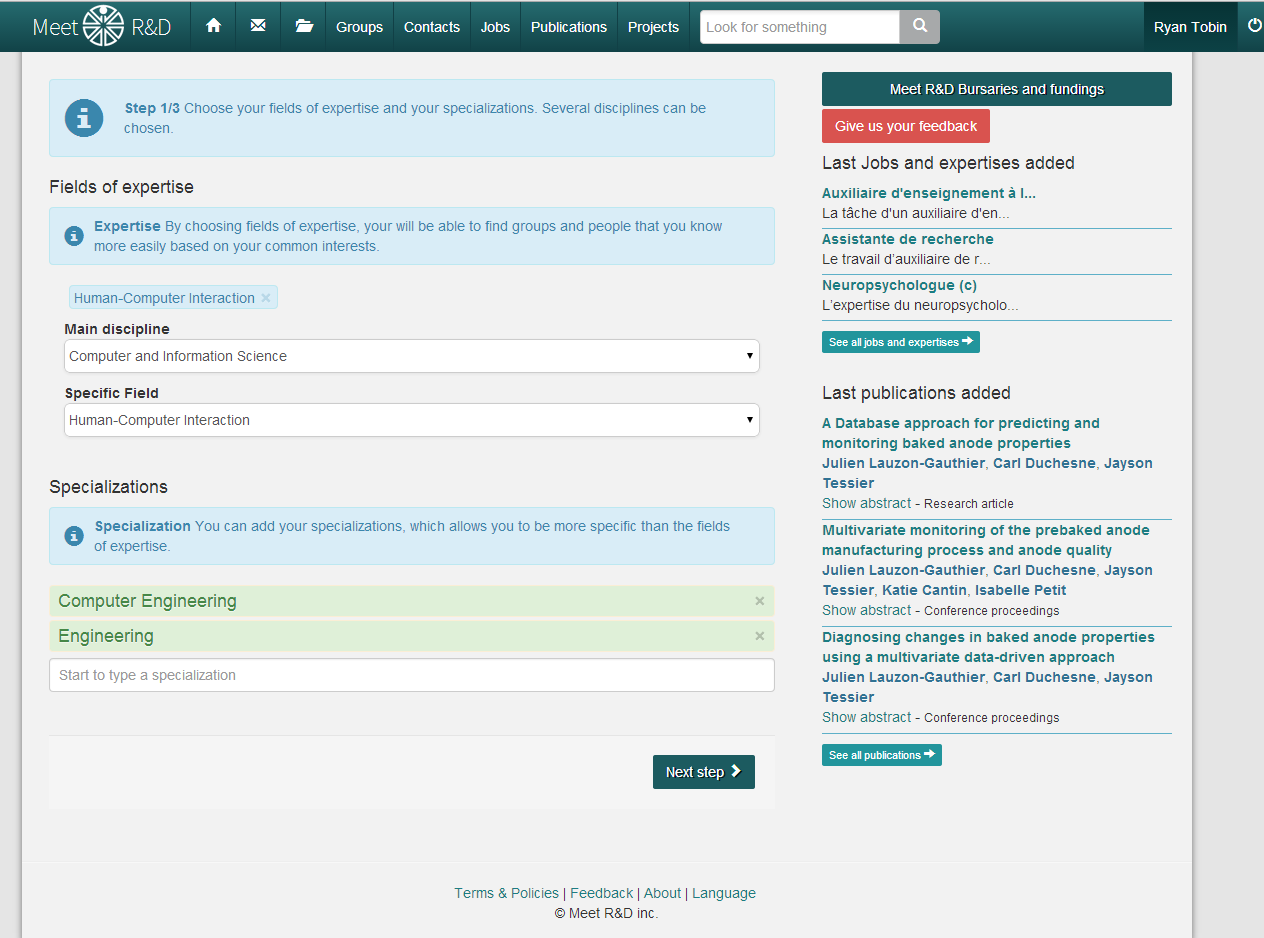 Meet R&D
Groups
Contacts
Jobs
Publications
Projects
Look for something
Ryan Tobin
Step 1/3 Choose your fields of expertise and your specializations. Several disciplines can be
chosen.
Fields of expertise
Expertise By choosing fields of expertise, your will be able to find groups and people that you know
more easily based on your common interests.
Human-Computer Interaction ×
Main discipline
Computer and Information Science
Specific Field
Human-Computer Interaction
Specializations
Specialization You can add your specializations, which allows you to be more specific than the fields
of expertise.
Computer Engineering ×
Engineering ×
Start to type a specialization
Next step
Meet R&D Bursaries and fundings
Give us your feedback
Last Jobs and expertises added
Auxiliaire d'enseignement à l...
La tâche d'un auxiliaire d'en...
Assistante de recherche
Le travail d'auxiliaire de r...
Neuropsychologue (c)
L'expertise du neuropsycholo...
See all jobs and expertises
Last publications added
A Database approach for predicting and
monitoring baked anode properties
Julien Lauzon-Gauthier, Carl Duchesne, Jayson
Tessier
Show abstract - Research article
Multivariate monitoring of the prebaked anode
manufacturing process and anode quality
Julien Lauzon-Gauthier, Carl Duchesne, Jayson
Tessier, Katie Cantin, Isabelle Petit
Show abstract - Conference proceedings
Diagnosing changes in baked anode properties
using a multivariate data-driven approach
Julien Lauzon-Gauthier, Carl Duchesne, Jayson
Tessier
Show abstract - Conference proceedings
See all publications
Terms & Policies | Feedback | About | Language
© Meet R&D inc.